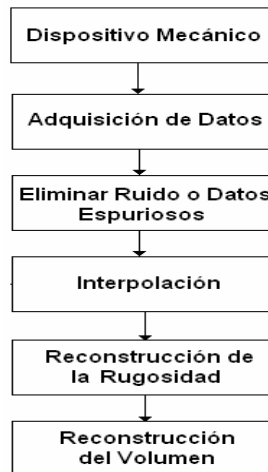 Dispositivo Mecánico
Adquisición de Datos
Eliminar Ruido o Datos
Espuriosos
Interpolación
Reconstrucción de
la Rugosidad
Reconstrucción
del Volumen